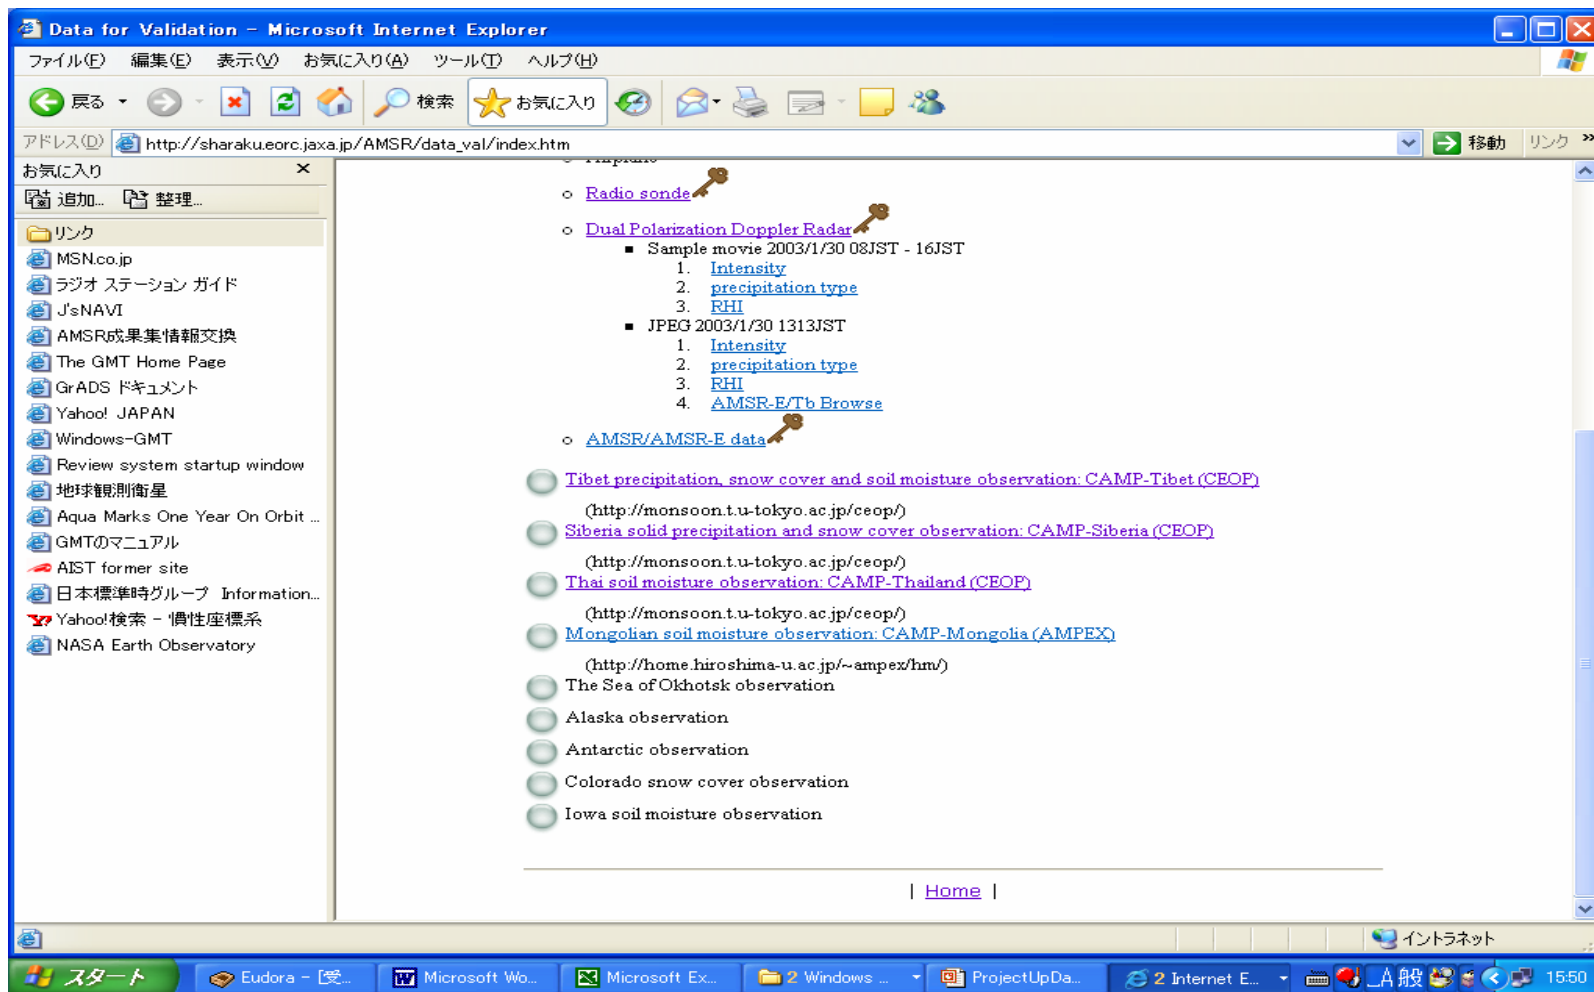 Data for Validation - Microsoft Internet Explorer
ファイル(F) 編集(E) 表示(V) お気に入り(A) ツール(T) ヘルプ(H)
戻る 検索 お気に入り
アドレス(D) http://sharaku.eorc.jaxa.jp/AMSR/data_val/index.htm 移動 リンク »
お気に入り ×
追加... 整理...
リンク
MSN.co.jp
ラジオ ステーション ガイド
J'sNAVI
AMSR成果集情報交換
The GMT Home Page
GrADS ドキュメント
Yahoo! JAPAN
Windows-GMT
Review system startup window
地球観測衛星
Aqua Marks One Year On Orbit ...
GMTのマニュアル
AIST former site
日本標準時グループ Information...
Yahoo!検索 - 慣性座標系
NASA Earth Observatory
Radio sonde
Dual Polarization Doppler Radar
Sample movie 2003/1/30 08JST - 16JST
1. Intensity
2. precipitation type
3. RHI
JPEG 2003/1/30 1313JST
1. Intensity
2. precipitation type
3. RHI
4. AMSR-E/Tb Browse
AMSR/AMSR-E data
Tibet precipitation, snow cover and soil moisture observation: CAMP-Tibet (CEOP)
(http://monsoon.t.u-tokyo.ac.jp/ceop/)
Siberia solid precipitation and snow cover observation: CAMP-Siberia (CEOP)
(http://monsoon.t.u-tokyo.ac.jp/ceop/)
Thai soil moisture observation: CAMP-Thailand (CEOP)
(http://monsoon.t.u-tokyo.ac.jp/ceop/)
Mongolian soil moisture observation: CAMP-Mongolia (AMPEX)
(http://home.hiroshima-u.ac.jp/~ampex/hm/)
The Sea of Okhotsk observation
Alaska observation
Antarctic observation
Colorado snow cover observation
Iowa soil moisture observation
| Home |
イントラネット
スタート Eudora - [受... Microsoft Wo... Microsoft Ex... 2 Windows ... ProjectUpDa... 2 Internet E... A 般 15:50